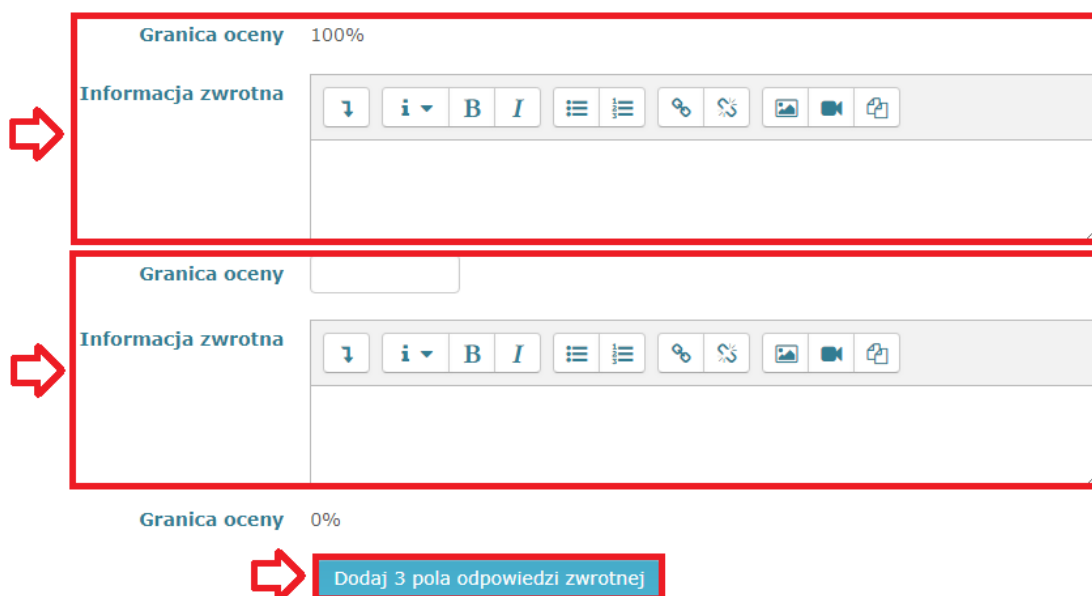 Granica oceny 100%
Informacja zwrotna
i B I
Granica oceny
Informacja zwrotna
i B I
Granica oceny 0%
Dodaj 3 pola odpowiedzi zwrotnej